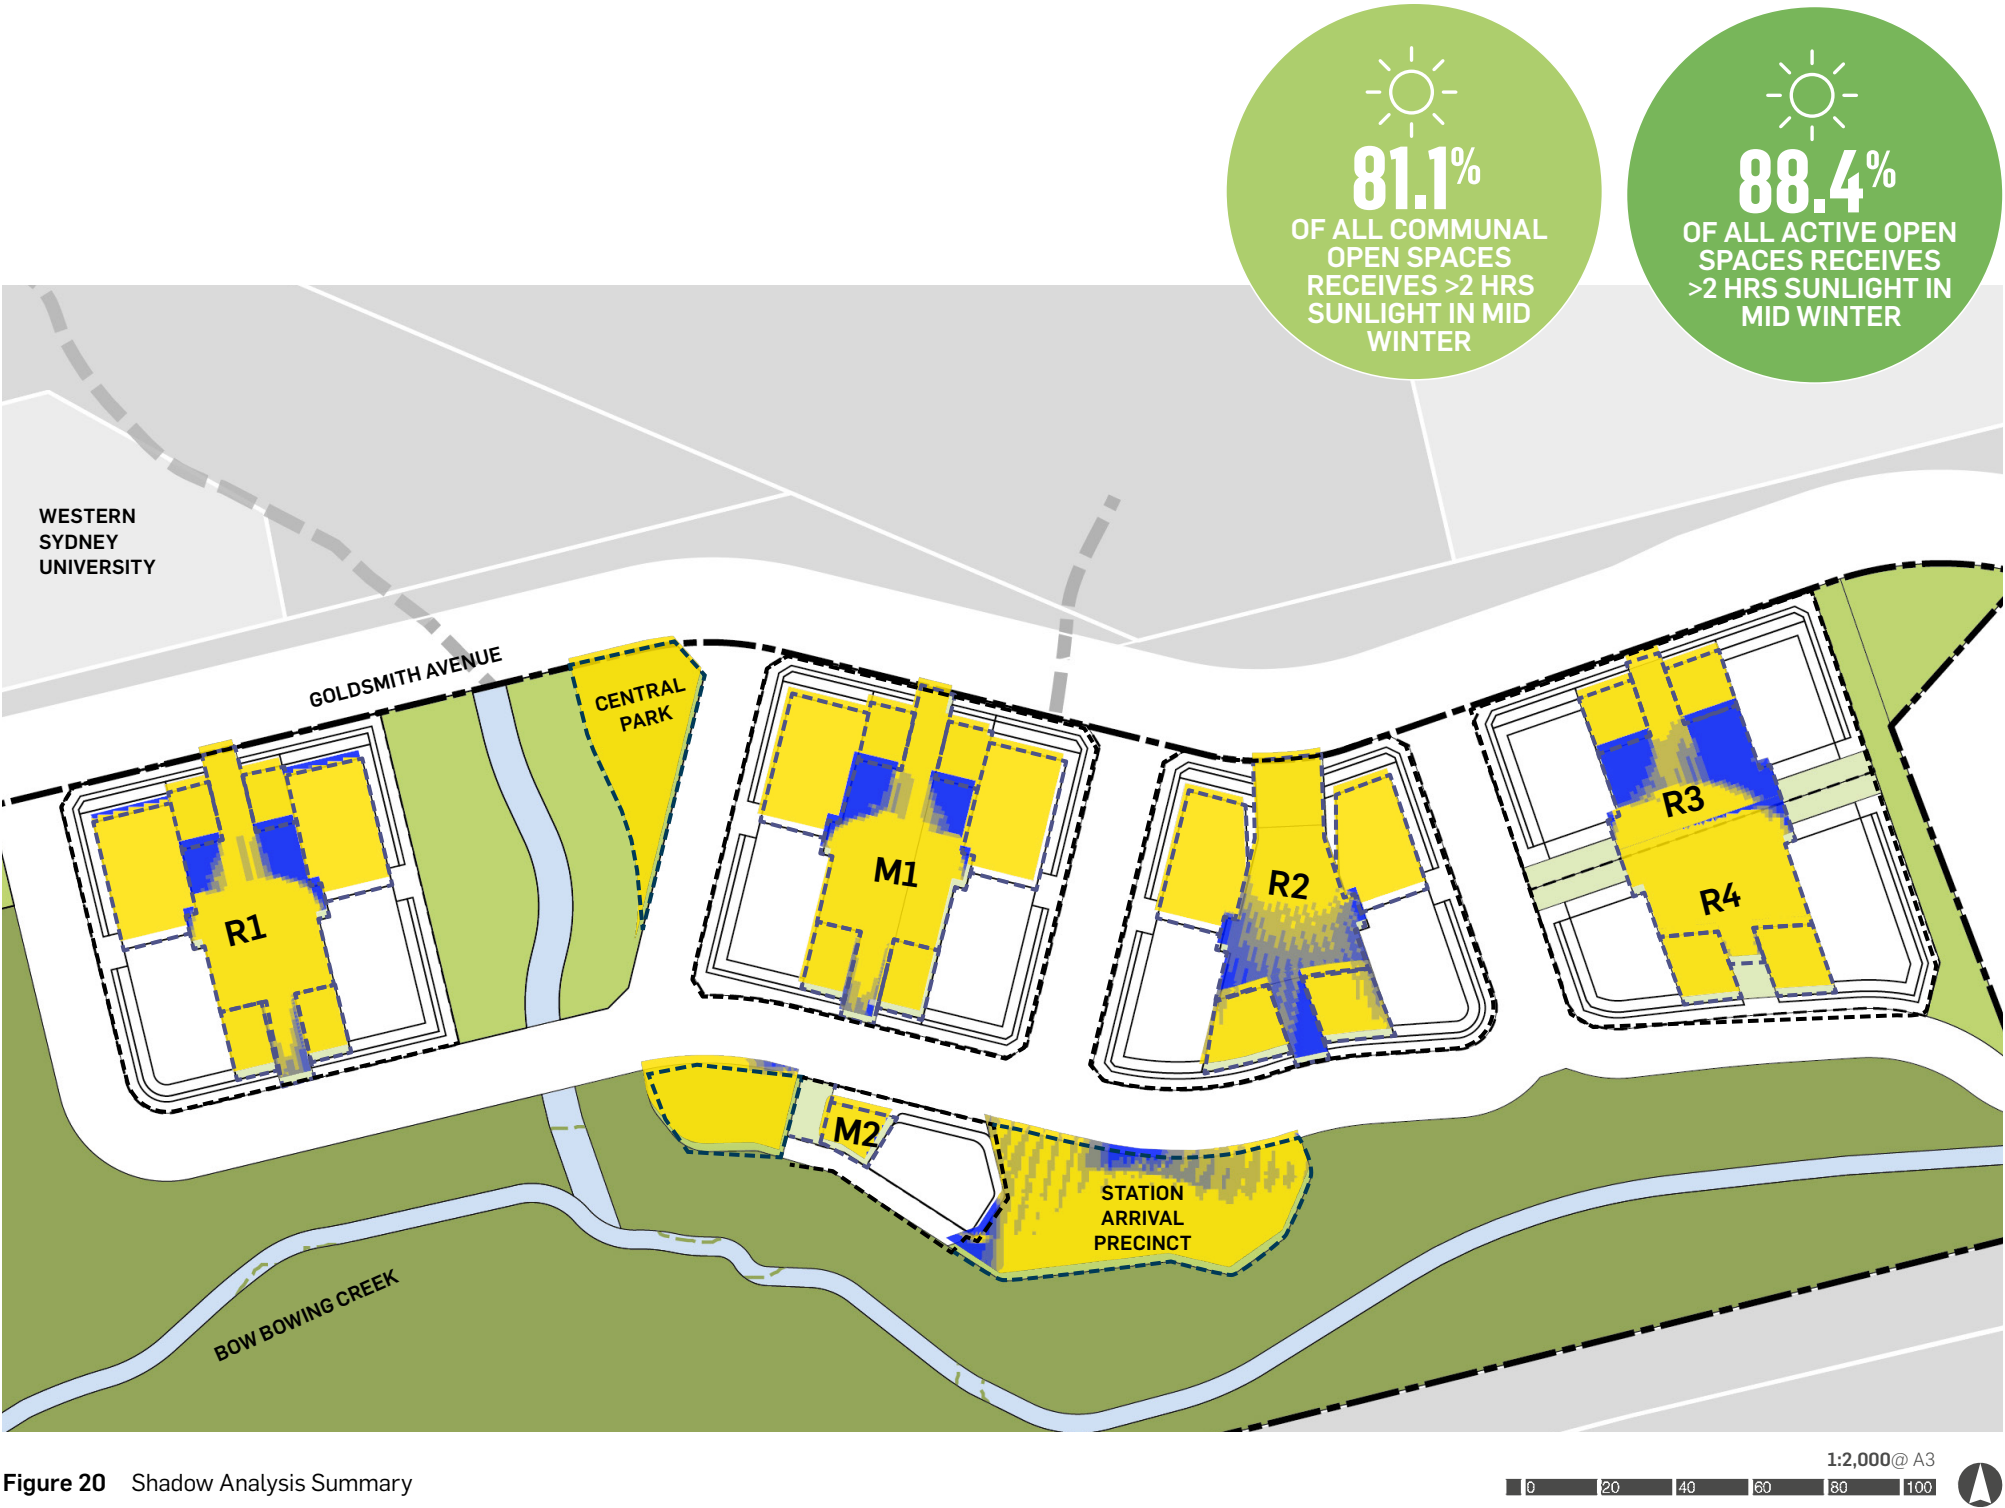 81.1%
OF ALL COMMUNAL
OPEN SPACES
RECEIVES >2 HRS
SUNLIGHT IN MID
WINTER
88.4%
OF ALL ACTIVE OPEN
SPACES RECEIVES
>2 HRS SUNLIGHT IN
MID WINTER
WESTERN
SYDNEY
UNIVERSITY
GOLDSMITH AVENUE
CENTRAL
PARK
R1
M1
R2
R3
R4
M2
STATION
ARRIVAL
PRECINCT
BOW BOWING CREEK
Figure 20 Shadow Analysis Summary
1:2,000@ A3
0 20 40 60 80 100